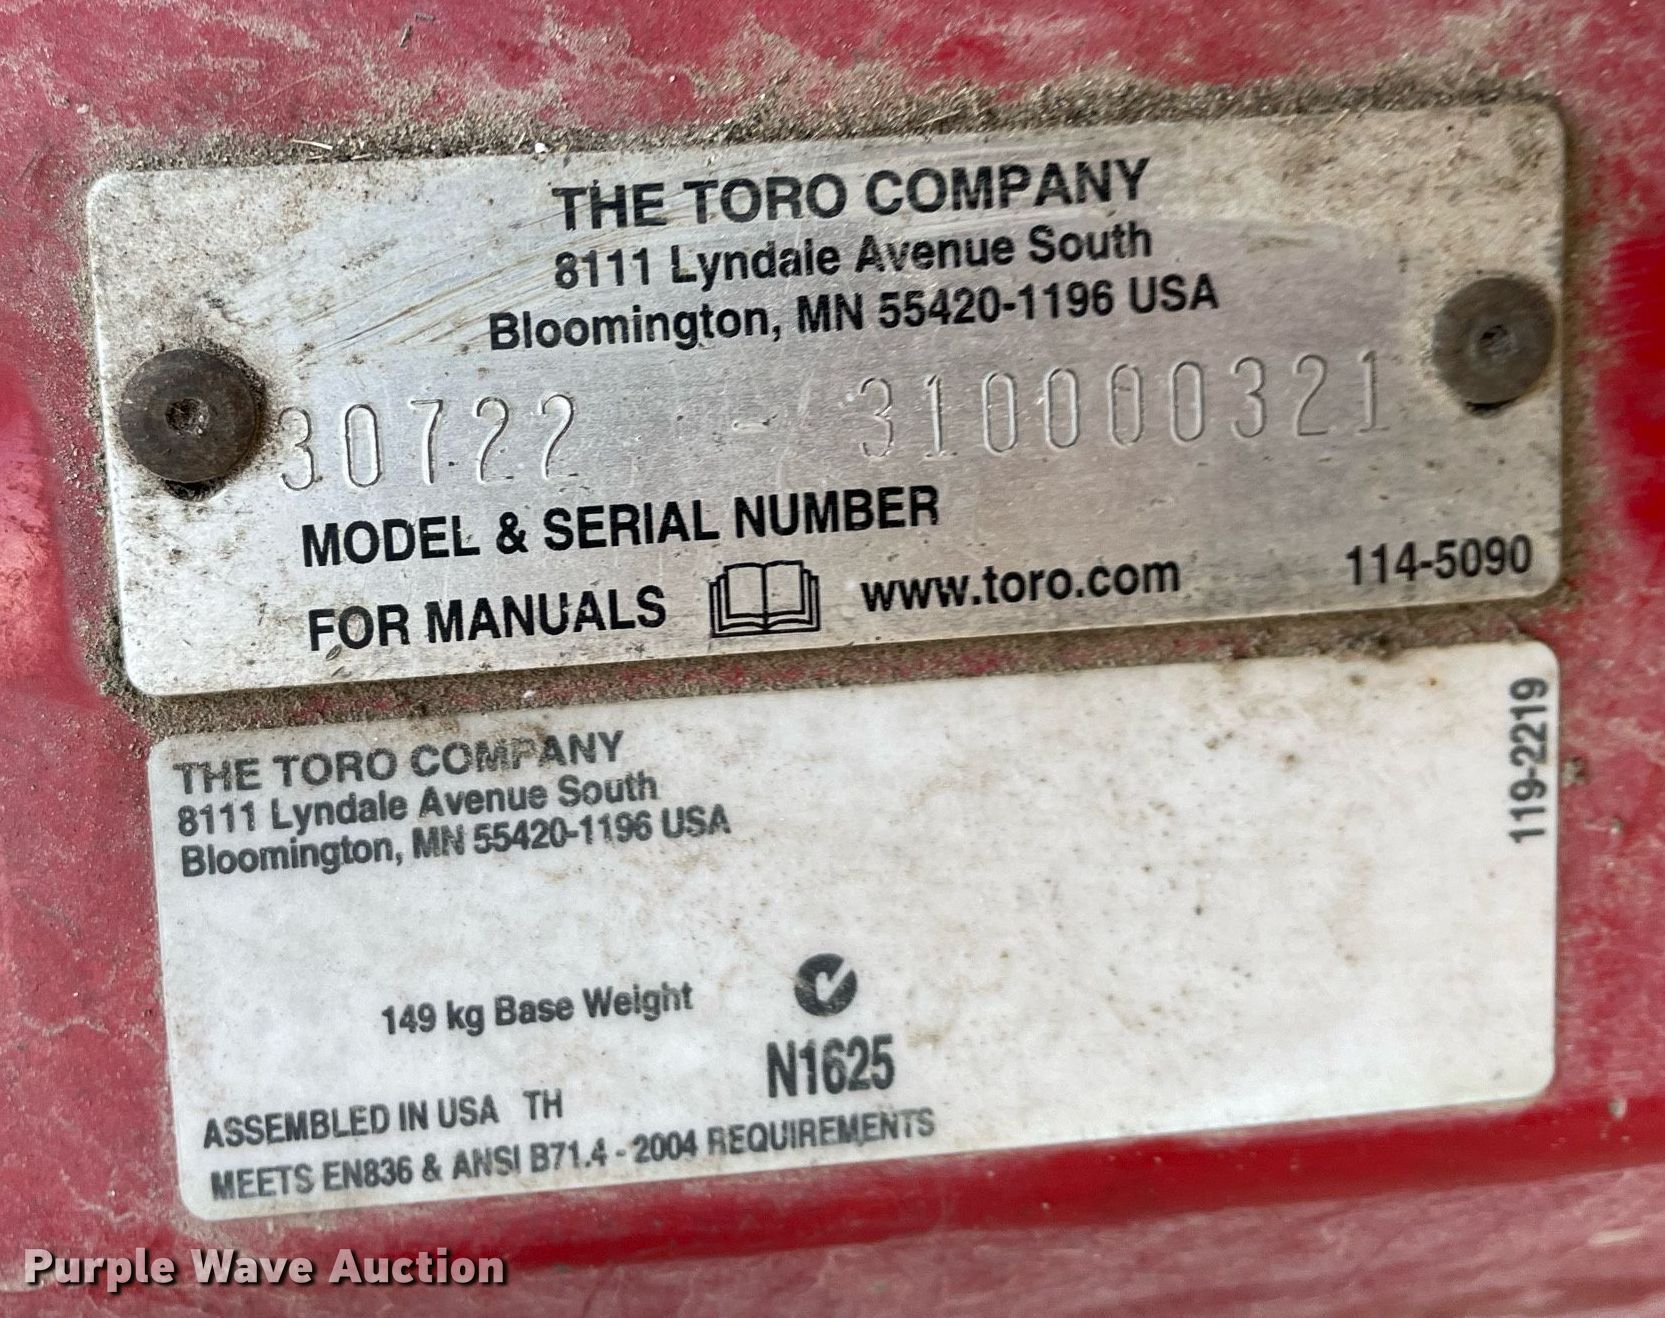 THE TORO COMPANY
8111 Lyndale Avenue South
Bloomington, MN 55420-1196 USA
30722 - 310000321
MODEL & SERIAL NUMBER
FOR MANUALS www.toro.com 114-5090
THE TORO COMPANY
8111 Lyndale Avenue South
Bloomington, MN 55420-1196 USA
119-2219
149 kg Base Weight
N1625
ASSEMBLED IN USA TH
MEETS EN836 & ANSI B71.4 - 2004 REQUIREMENTS
Purple Wave Auction